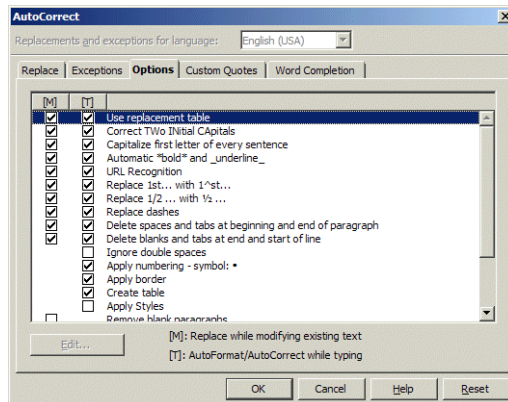 AutoCorrect
Replacements and exceptions for language: English (USA)
Replace Exceptions Options Custom Quotes Word Completion
[M] [T]
Use replacement table
Correct TWo INitial CApitals
Capitalize first letter of every sentence
Automatic *bold* and _underline_
URL Recognition
Replace 1st... with 1^st...
Replace 1/2 ... with ½ ...
Replace dashes
Delete spaces and tabs at beginning and end of paragraph
Delete blanks and tabs at end and start of line
Ignore double spaces
Apply numbering - symbol: •
Apply border
Create table
Apply Styles
Remove blank paragraphs
Edit...
[M]: Replace while modifying existing text
[T]: AutoFormat/AutoCorrect while typing
OK Cancel Help Reset